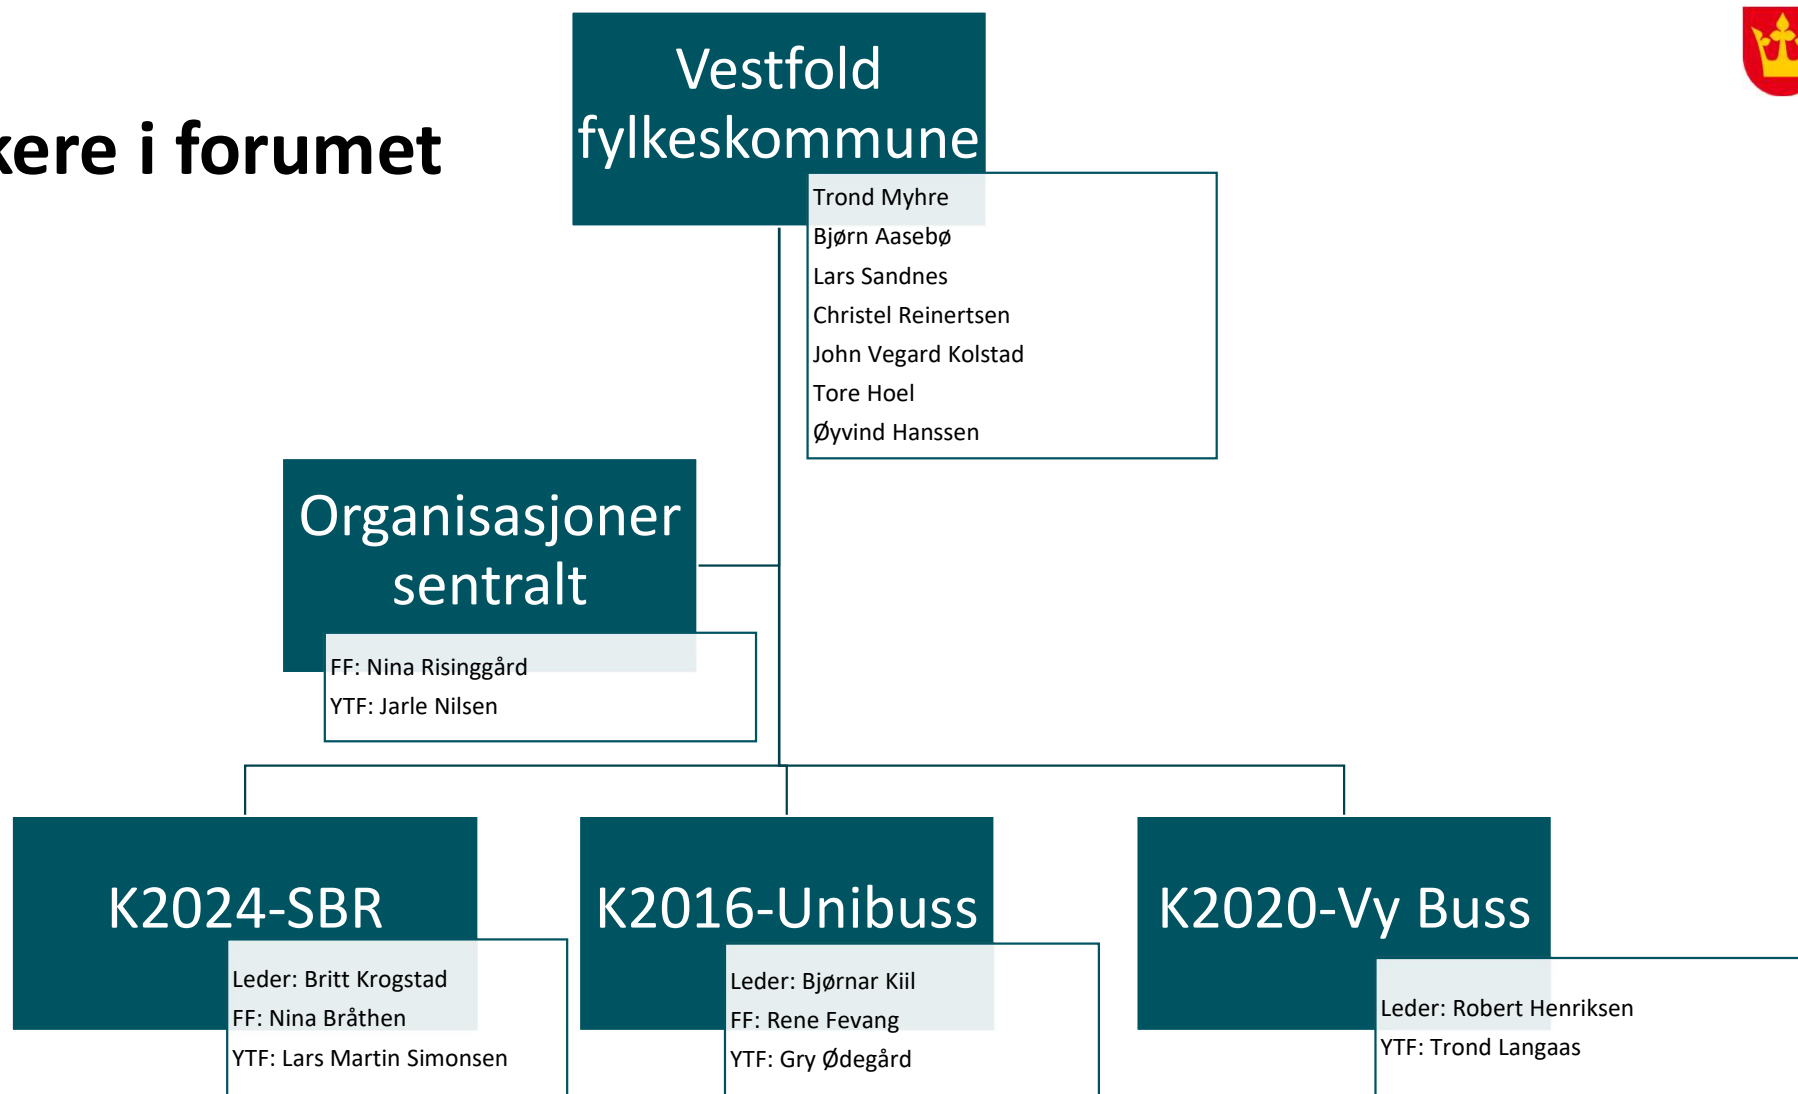 kere i forumet
Vestfold
fylkeskommune
Trond Myhre
Bjørn Aasebø
Lars Sandnes
Christel Reinertsen
John Vegard Kolstad
Tore Hoel
Øyvind Hanssen
Organisasjoner
sentralt
FF: Nina Risinggård
YTF: Jarle Nilsen
K2024-SBR
Leder: Britt Krogstad
FF: Nina Bråthen
YTF: Lars Martin Simonsen
K2016-Unibuss
Leder: Bjørnar Kiil
FF: Rene Fevang
YTF: Gry Ødegård
K2020-Vy Buss
Leder: Robert Henriksen
YTF: Trond Langaas